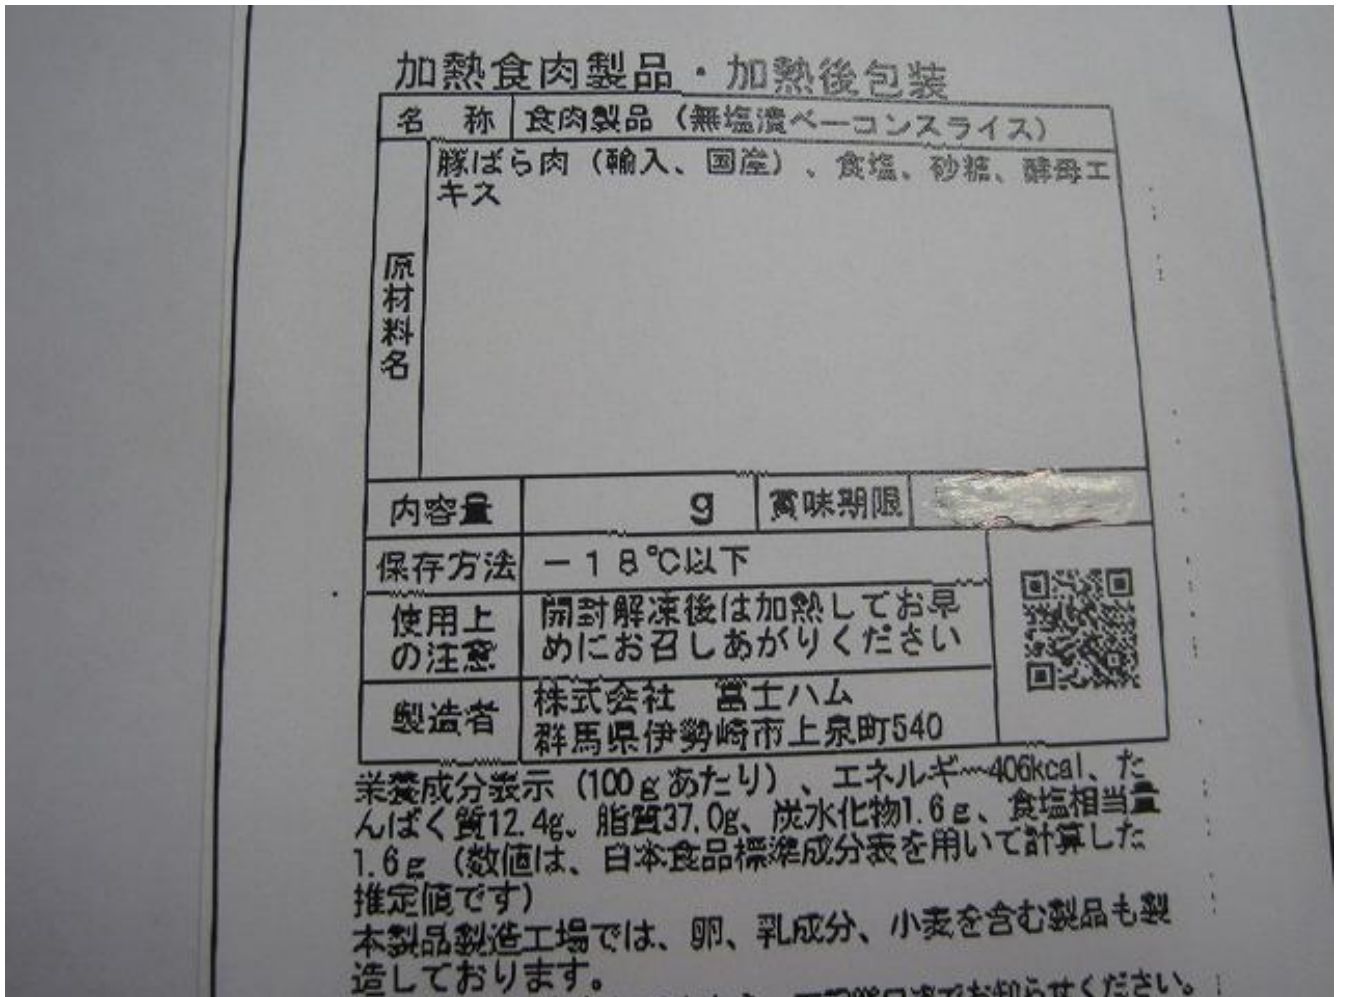 加熱食肉製品・加熱後包装
名 称 食肉製品（無塩漬ベーコンスライス）
原材料名
豚ばら肉（輸入、国産）、食塩、砂糖、酵母エ
キス
内容量 g 賞味期限
保存方法 －１８℃以下
使用上
の注意
開封解凍後は加熱してお早
めにお召しあがりください
製造者
株式会社 富士ハム
群馬県伊勢崎市上泉町540
栄養成分表示（100ｇあたり）、エネルギー406kcal、た
んぱく質12.4g、脂質37.0g、炭水化物1.6ｇ、食塩相当量
1.6ｇ（数値は、日本食品標準成分表を用いて計算した
推定値です）
本製品製造工場では、卵、乳成分、小麦を含む製品も製
造しております。
でお知らせください。